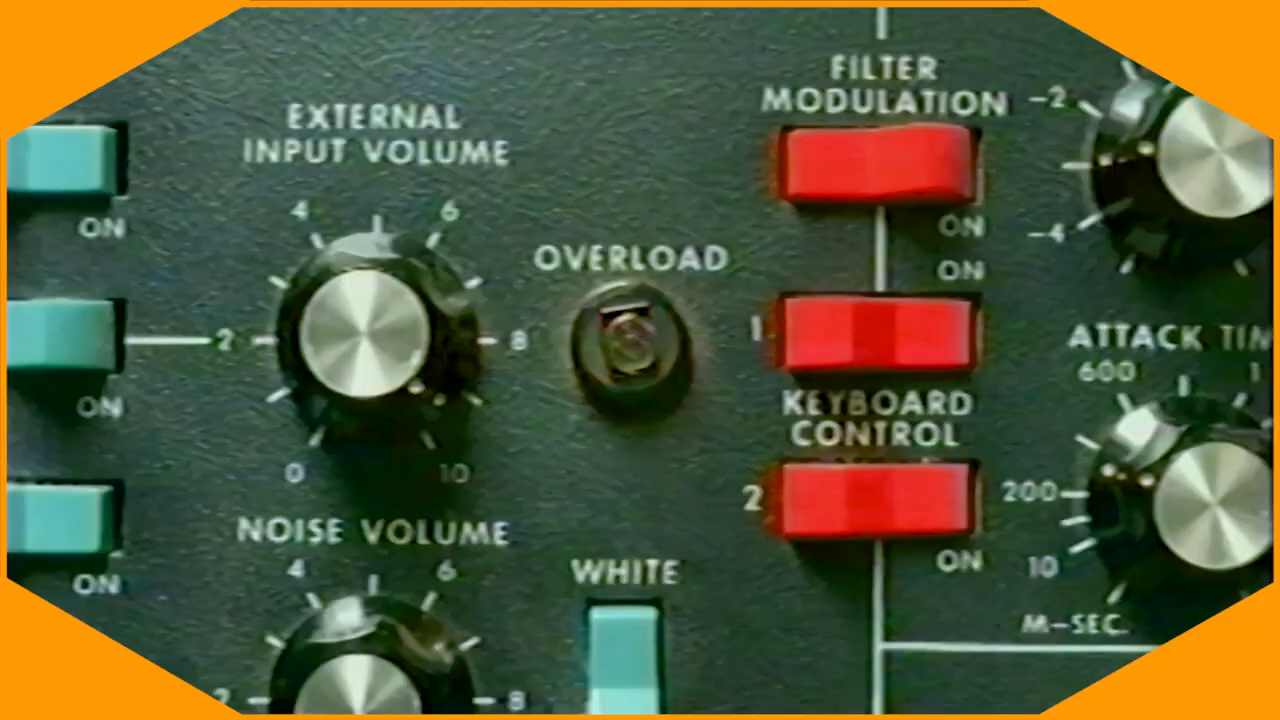 FILTER
MODULATION
-2
EXTERNAL
INPUT VOLUME
4
6
ON
ON
-4
OVERLOAD
ON
1
2
8
ATTACK
600
ON
KEYBOARD
CONTROL
0
10
2
200
NOISE VOLUME
4
6
ON
ON
10
WHITE
M-SEC.
8